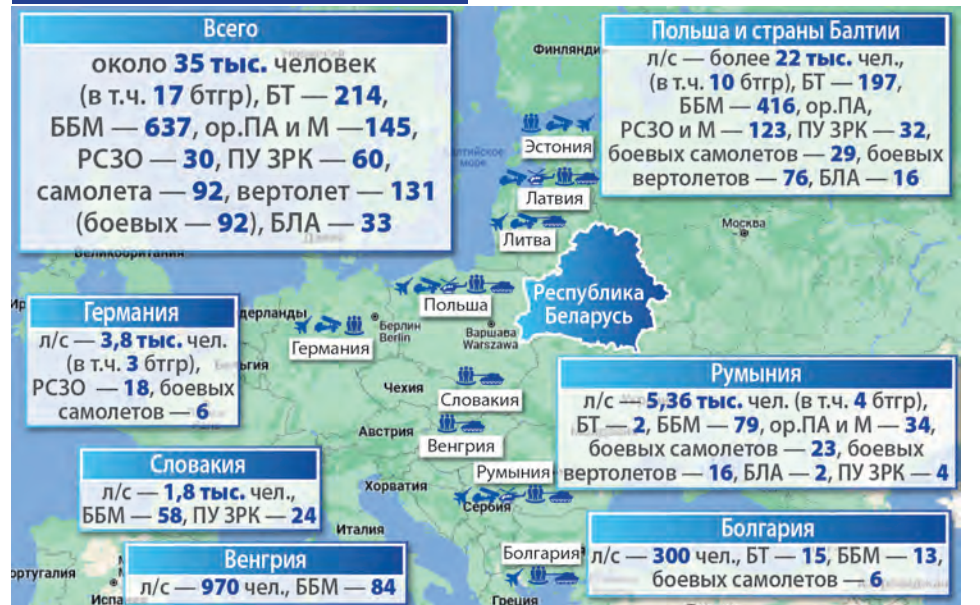 Всего
около 35 тыс. человек
(в т.ч. 17 бтгр), БТ — 214,
ББМ — 637, ор.ПА и М —145,
РСЗО — 30, ПУ ЗРК — 60,
самолета — 92, вертолет — 131
(боевых — 92), БЛА — 33
Великобритания
Финлянди
Польша и страны Балтии
л/с — более 22 тыс. чел.,
(в т.ч. 10 бтгр), БТ — 197,
ББМ — 416, ор.ПА,
РСЗО и М — 123, ПУ ЗРК — 32,
боевых самолетов — 29, боевых
вертолетов — 76, БЛА — 16
Эстония
море
Латвия
Литва
Москва
Республика
Беларусь
Польша
Варшава
Warszawa
Берлин
Berlin
Германия
дерланды
Германия
л/с — 3,8 тыс. чел.
(в т.ч. 3 бтгр),
РСЗО — 18, боевых
самолетов — 6
гия
Чехия
Словакия
Австрия
Венгрия
Румыния
л/с — 5,36 тыс. чел. (в т.ч. 4 бтгр),
БТ — 2, ББМ — 79, ор.ПА и М — 34,
боевых самолетов — 23, боевых
вертолетов — 16, БЛА — 2, ПУ ЗРК — 4
Словакия
л/с — 1,8 тыс. чел.,
ББМ — 58, ПУ ЗРК — 24
Хорватия
Румыния
Сербия
Италия
Венгрия
л/с — 970 чел., ББМ — 84
ортугалия
Испа
Болгария
Греция
Болгария
л/с — 300 чел., БТ — 15, ББМ — 13,
боевых самолетов — 6